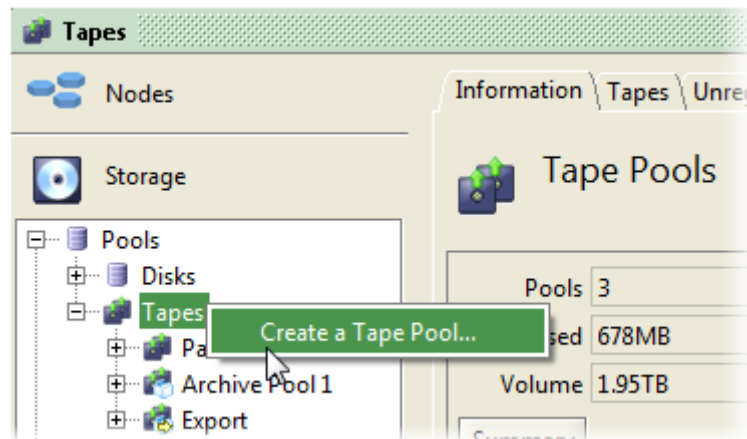 Tapes
Nodes
Information Tapes
Storage
Tape Pools
Pools
Disks
Pools 3
Tapes
Create a Tape Pool...
678MB
Archive Pool 1
Volume 1.95TB
Export